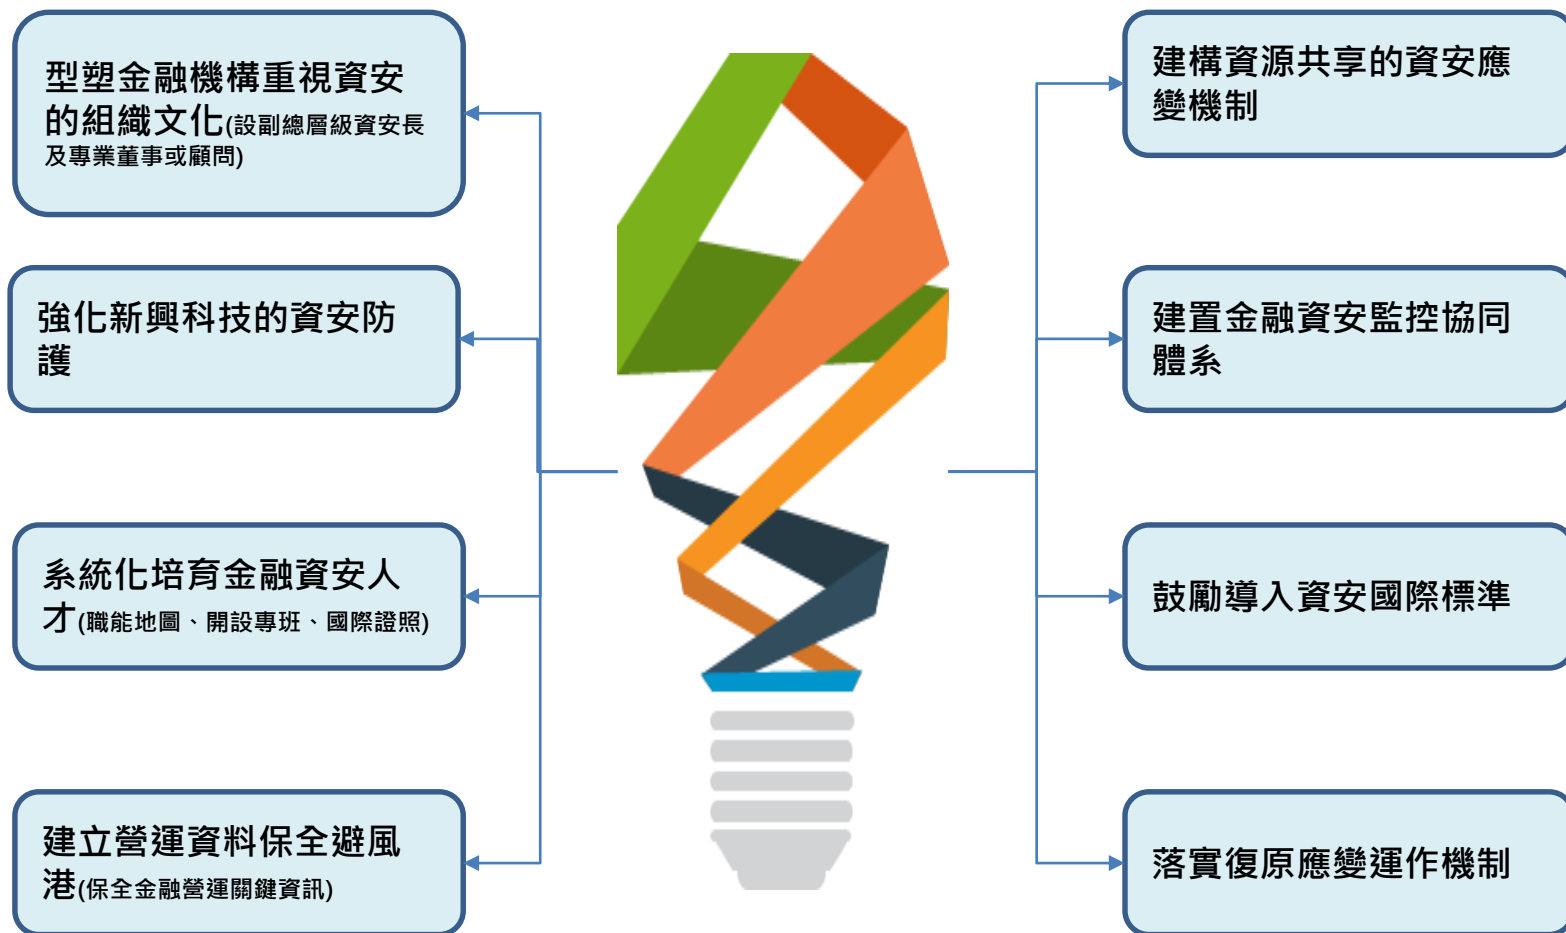 型塑金融機構重視資安
的組織文化(設副總層級資安長
及專業董事或顧問)
強化新興科技的資安防
護
系統化培育金融資安人
才(職能地圖、開設專班、國際證照)
建立營運資料保全避風
港(保全金融營運關鍵資訊)
建構資源共享的資安應
變機制
建置金融資安監控協同
體系
鼓勵導入資安國際標準
落實復原應變運作機制